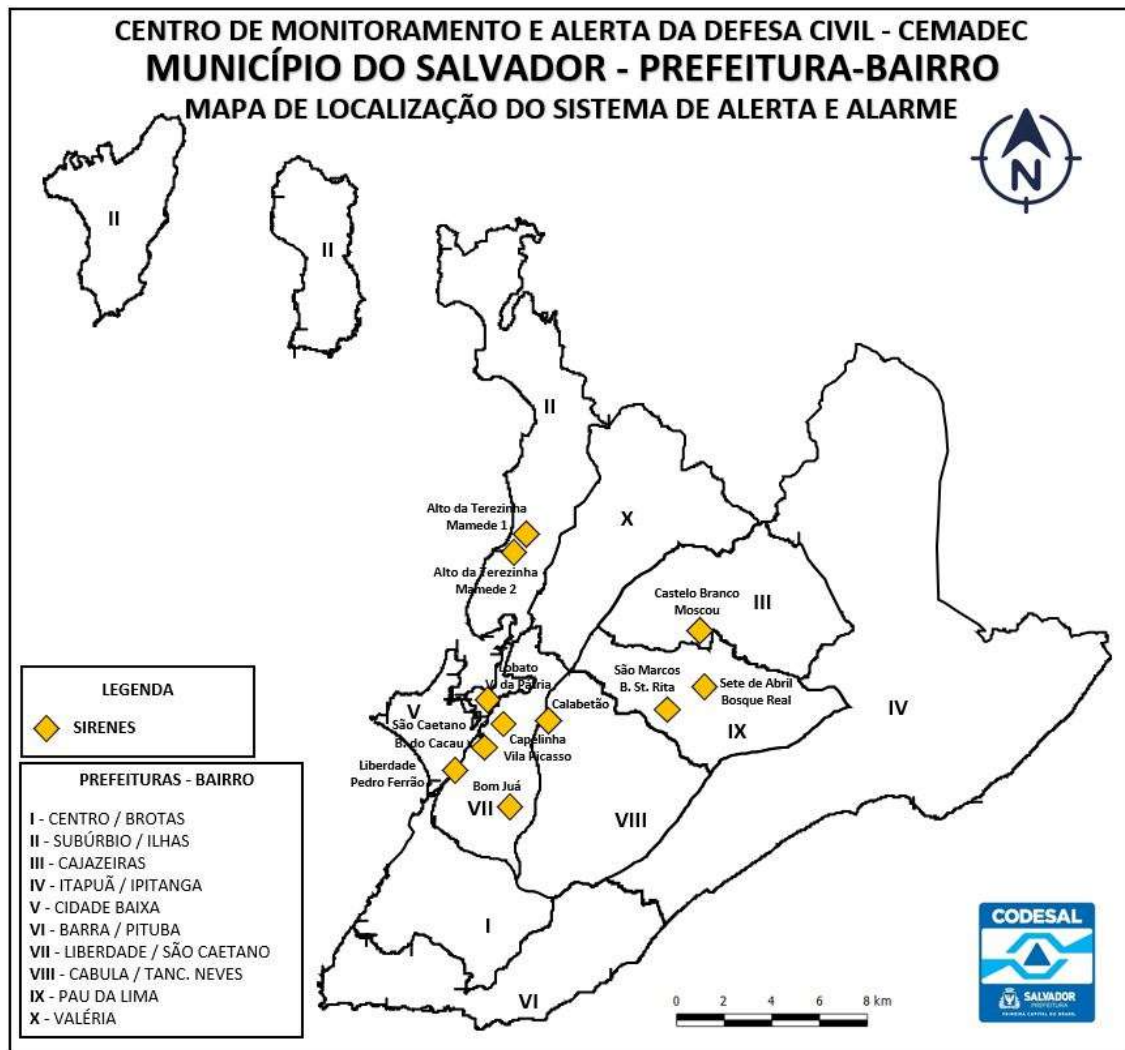 CENTRO DE MONITORAMENTO E ALERTA DA DEFESA CIVIL - CEMADEC
MUNICÍPIO DO SALVADOR - PREFEITURA-BAIRRO
MAPA DE LOCALIZAÇÃO DO SISTEMA DE ALERTA E ALARME
N
II
II
II
X
Alto da Terezinha
Mamede 1
Alto da Terezinha
Mamede 2
Castelo Branco
Moscou
III
Lobato
V. da Pátria
São Marcos
B. St. Rita
Sete de Abril
Bosque Real
IV
V
Calabetão
IX
São Caetano
B. do Cacau
Capelinha
Vila Picasso
Liberdade
Pedro Ferrão
Bom Juá
VII
VIII
I
VI
LEGENDA
SIRENES
PREFEITURAS - BAIRRO
I - CENTRO / BROTAS
II - SUBÚRBIO / ILHAS
III - CAJAZEIRAS
IV - ITAPUÃ / IPITANGA
V - CIDADE BAIXA
VI - BARRA / PITUBA
VII - LIBERDADE / SÃO CAETANO
VIII - CABULA / TANC. NEVES
IX - PAU DA LIMA
X - VALÉRIA
0 2 4 6 8 km
CODESAL
SALVADOR
PREFEITURA
PRIMEIRA CAPITAL DO BRASIL